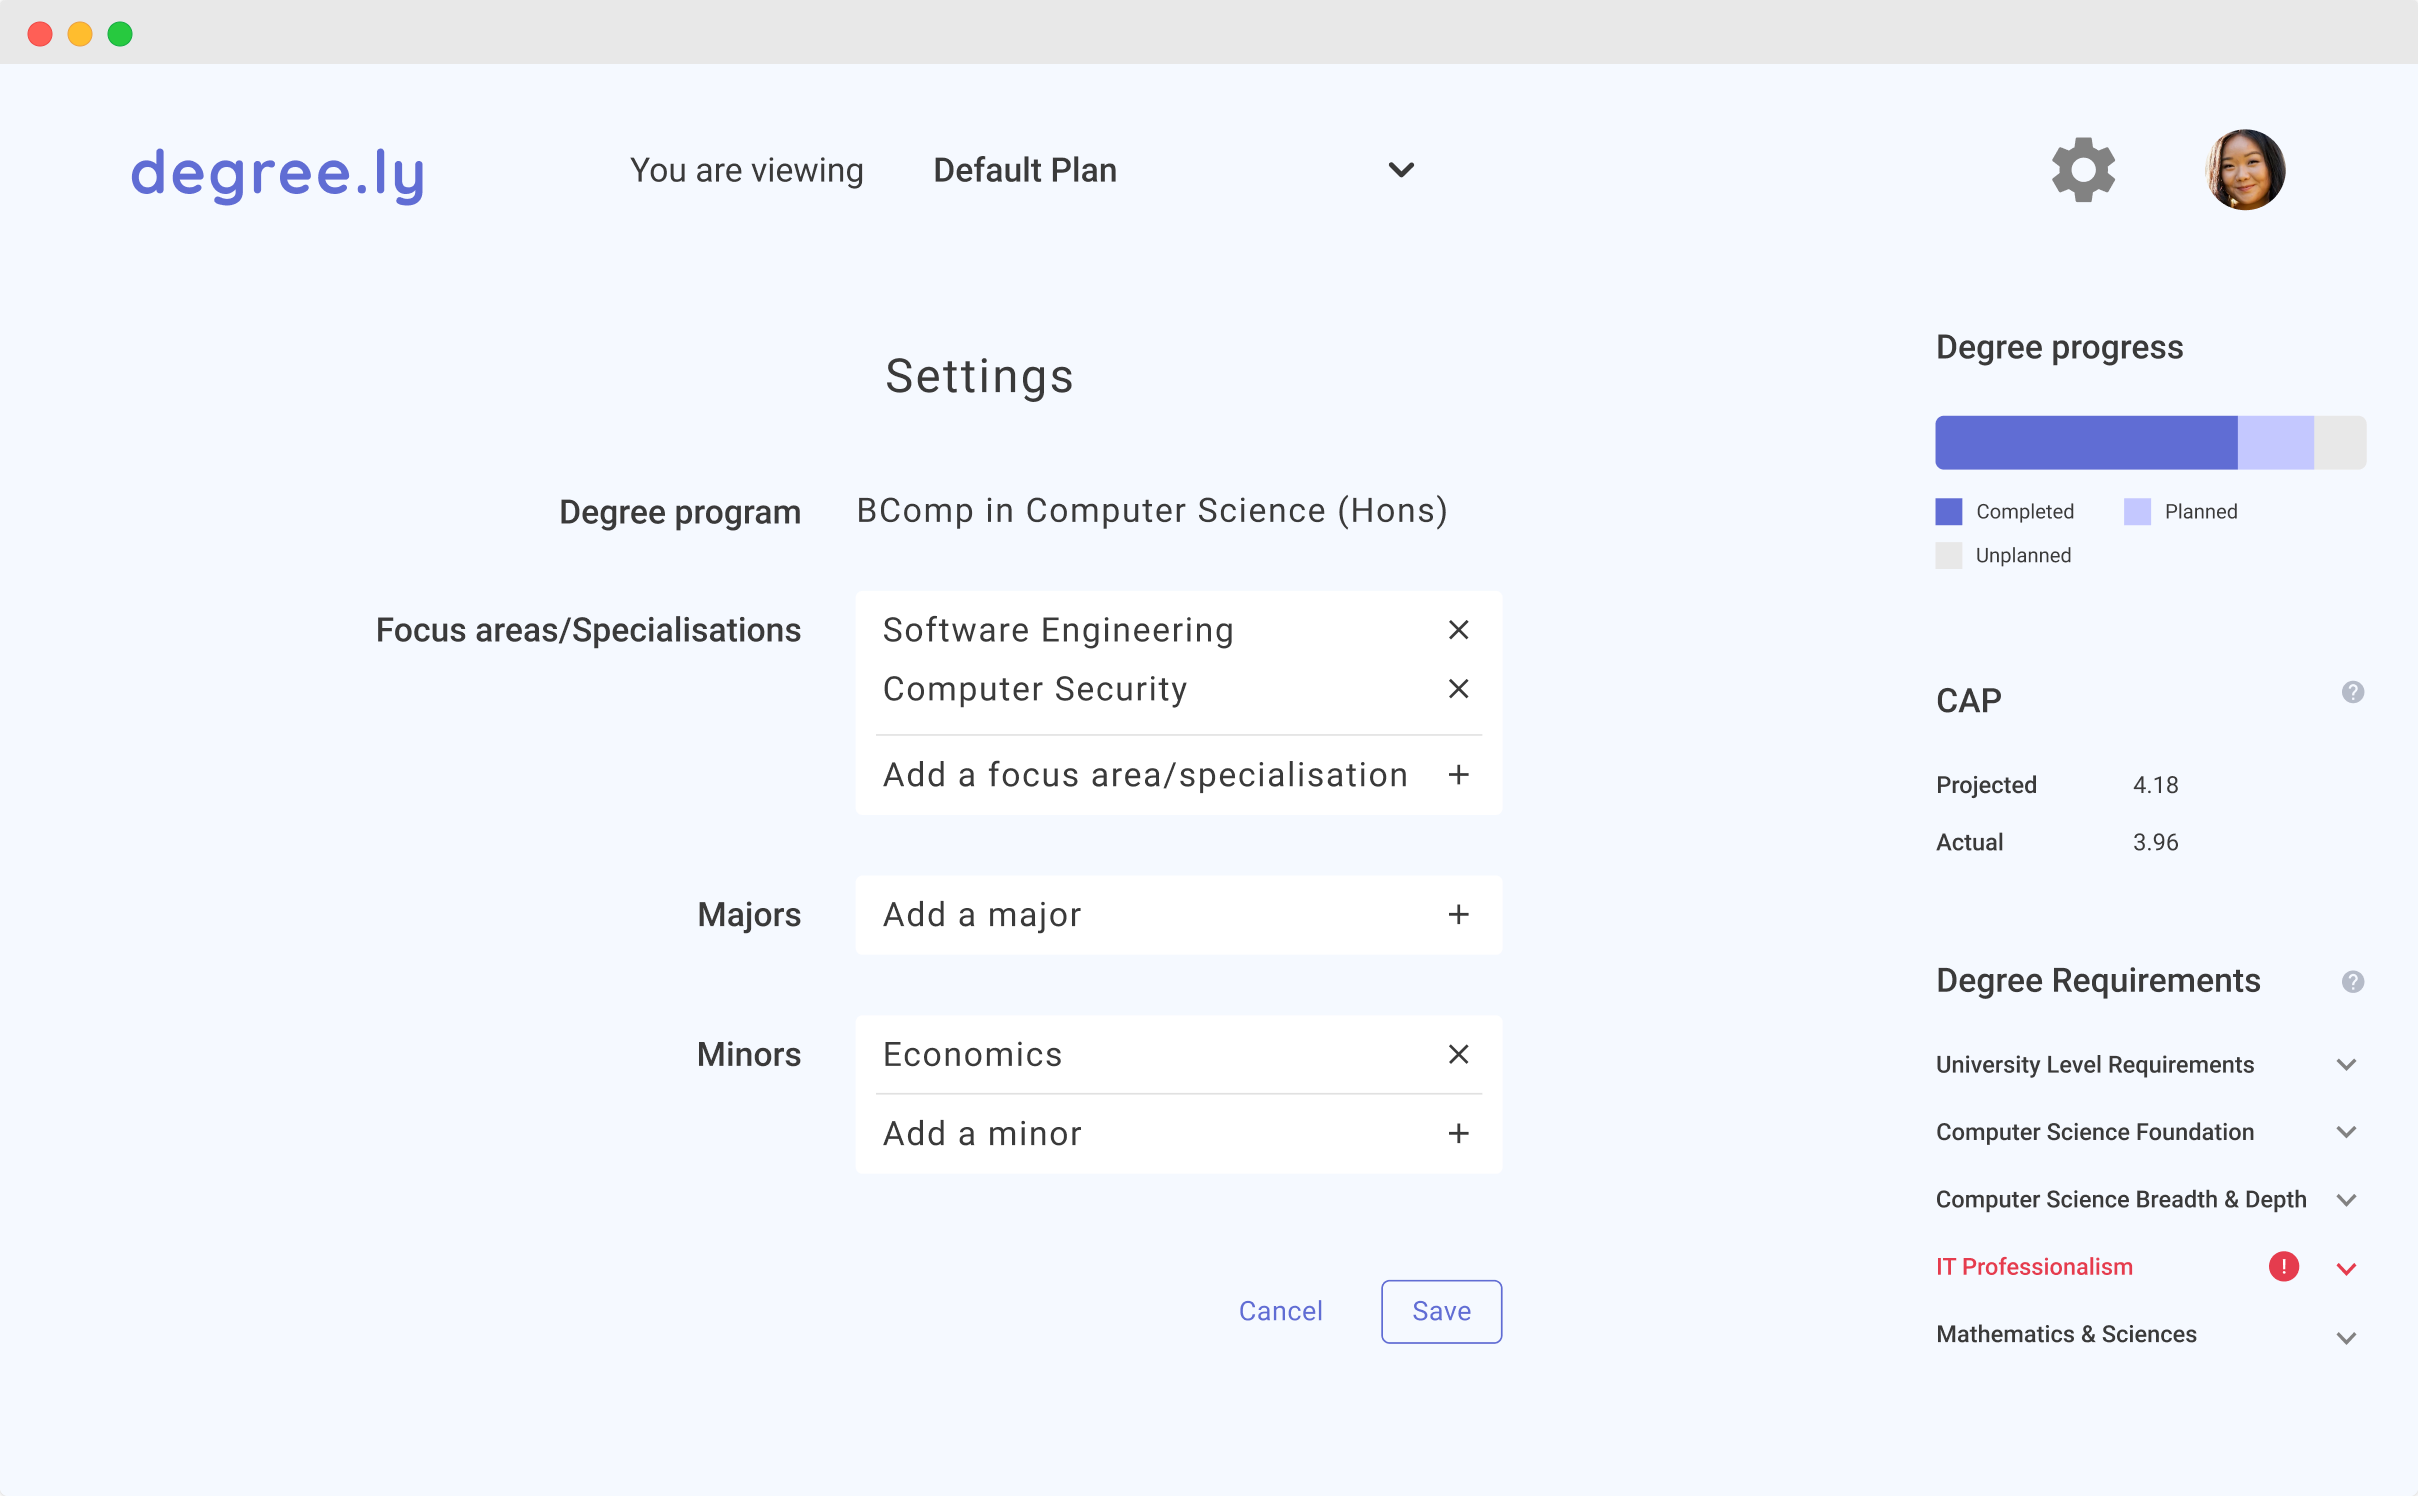 degree.ly
You are viewing Default Plan
Settings
Degree program BComp in Computer Science (Hons)
Focus areas/Specialisations Software Engineering
Computer Security
Add a focus area/specialisation
Majors Add a major
Minors Economics
Add a minor
Cancel Save
Degree progress
Completed Planned
Unplanned
CAP ?
Projected 4.18
Actual 3.96
Degree Requirements ?
University Level Requirements
Computer Science Foundation
Computer Science Breadth & Depth
IT Professionalism !
Mathematics & Sciences